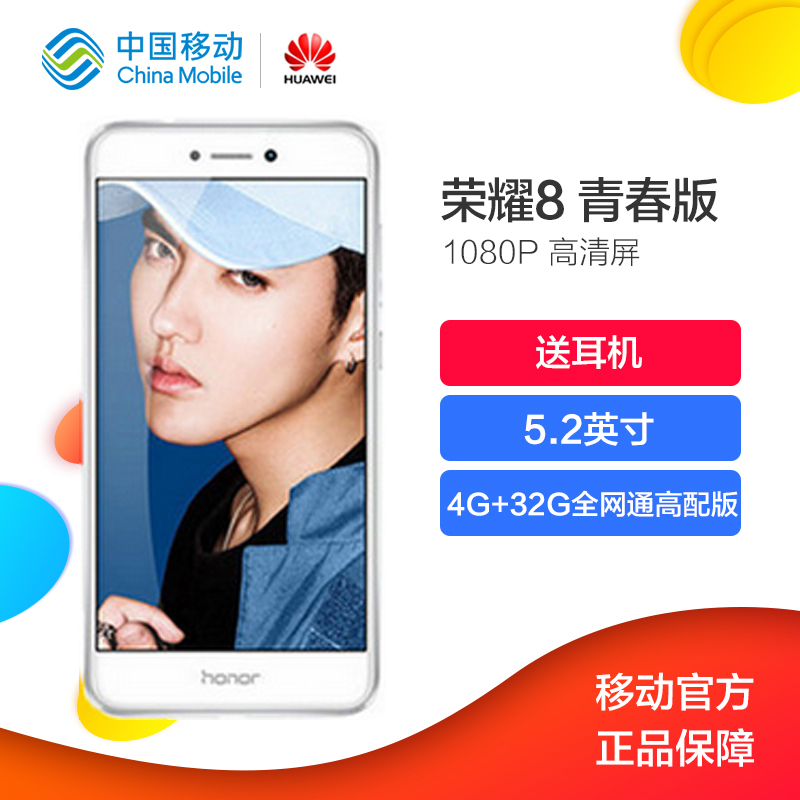 中国移动
China Mobile
HUAWEI
荣耀8 青春版
1080P 高清屏
送耳机
5.2英寸
4G+32G全网通高配版
honor
移动官方
正品保障